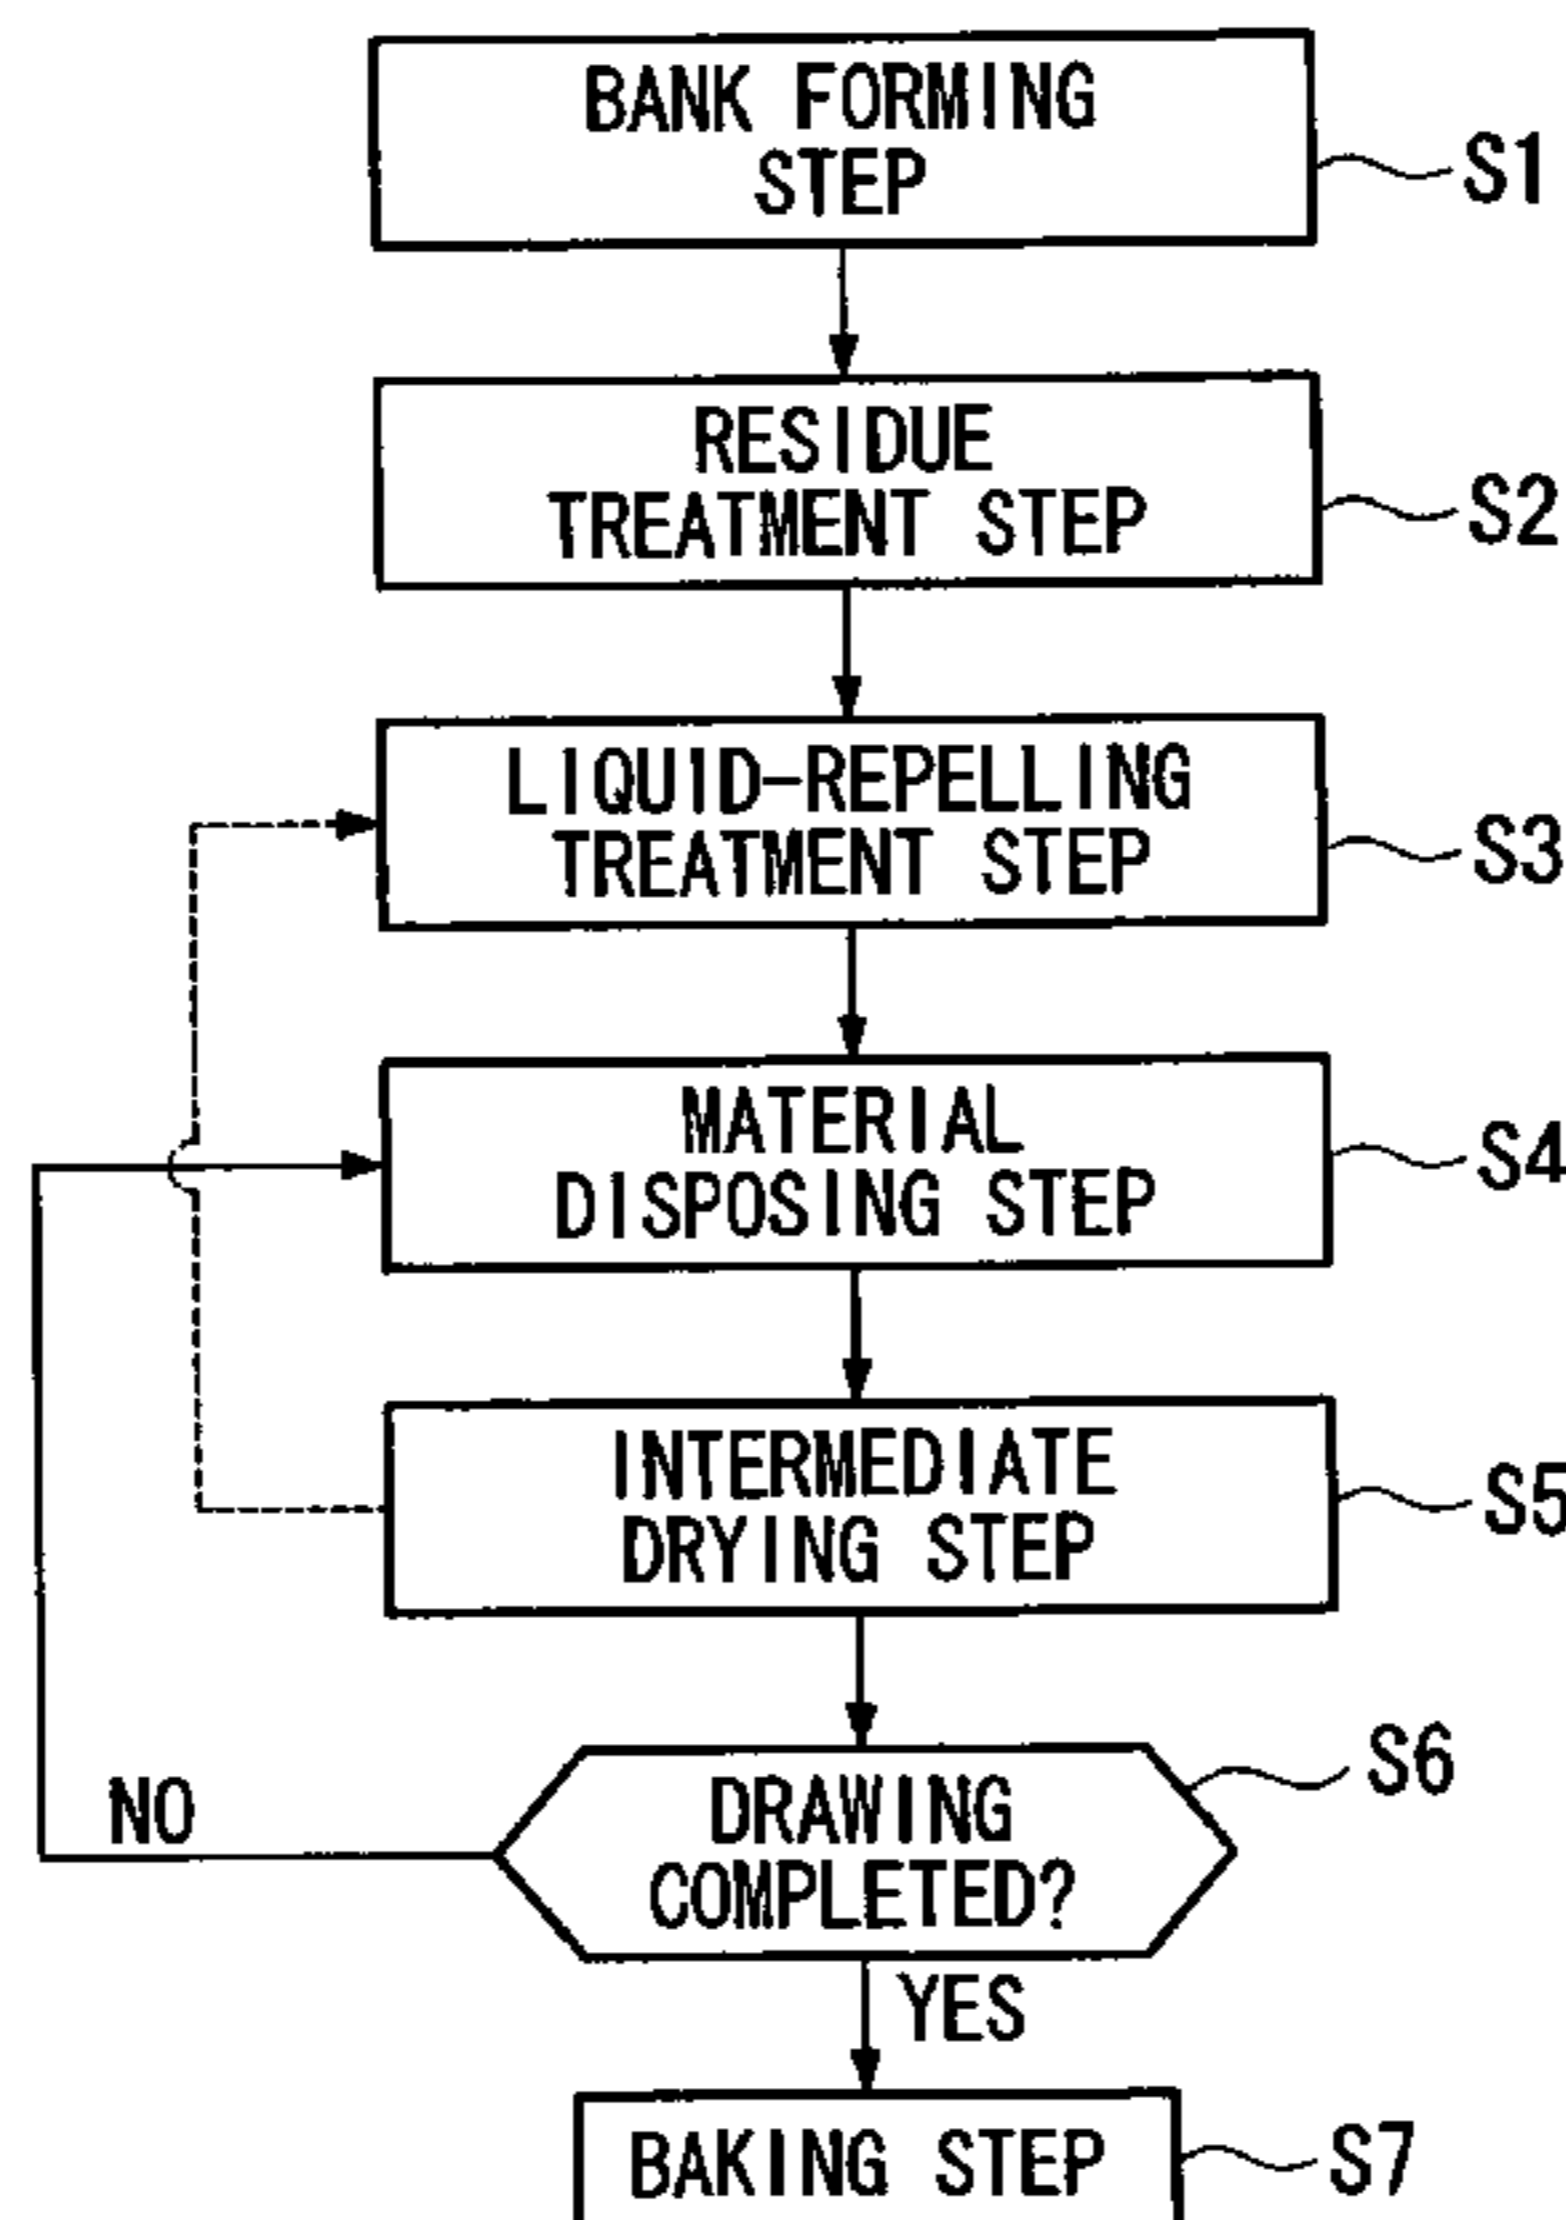 BANK FORMING
STEP
S1
RESIDUE
TREATMENT STEP
S2
LIQUID-REPELLING
TREATMENT STEP
S3
MATERIAL
DISPOSING STEP
S4
INTERMEDIATE
DRYING STEP
S5
DRAWING
COMPLETED?
S6
NO
YES
BAKING STEP
S7